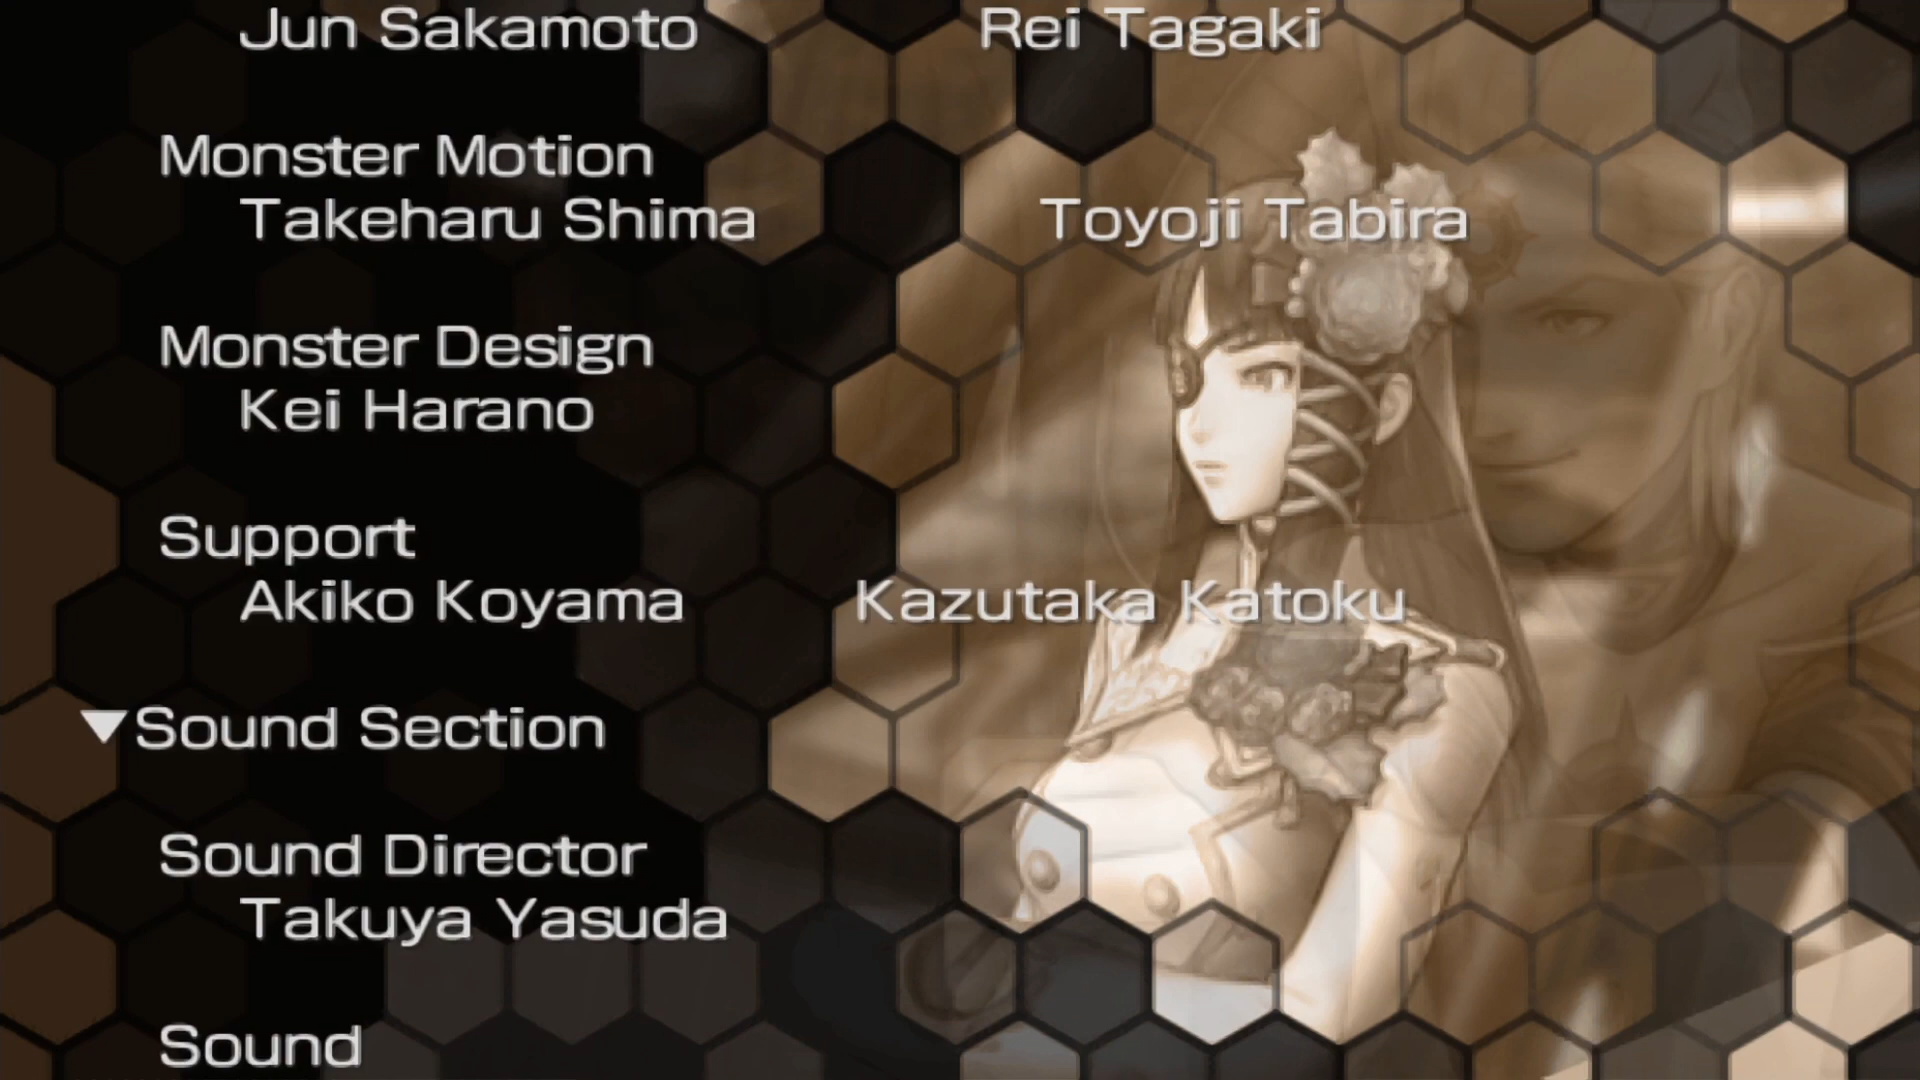 Jun Sakamoto Rei Tagaki
Monster Motion
Takeharu Shima Toyoji Tabira
Monster Design
Kei Harano
Support
Akiko Koyama Kazutaka Katoku
▼Sound Section
Sound Director
Takuya Yasuda
Sound